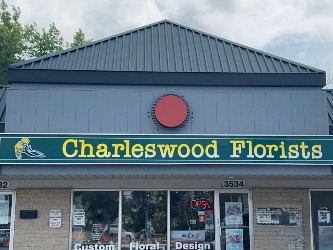 Charleswood Florists
3534
OPEN
Custom Floral Design